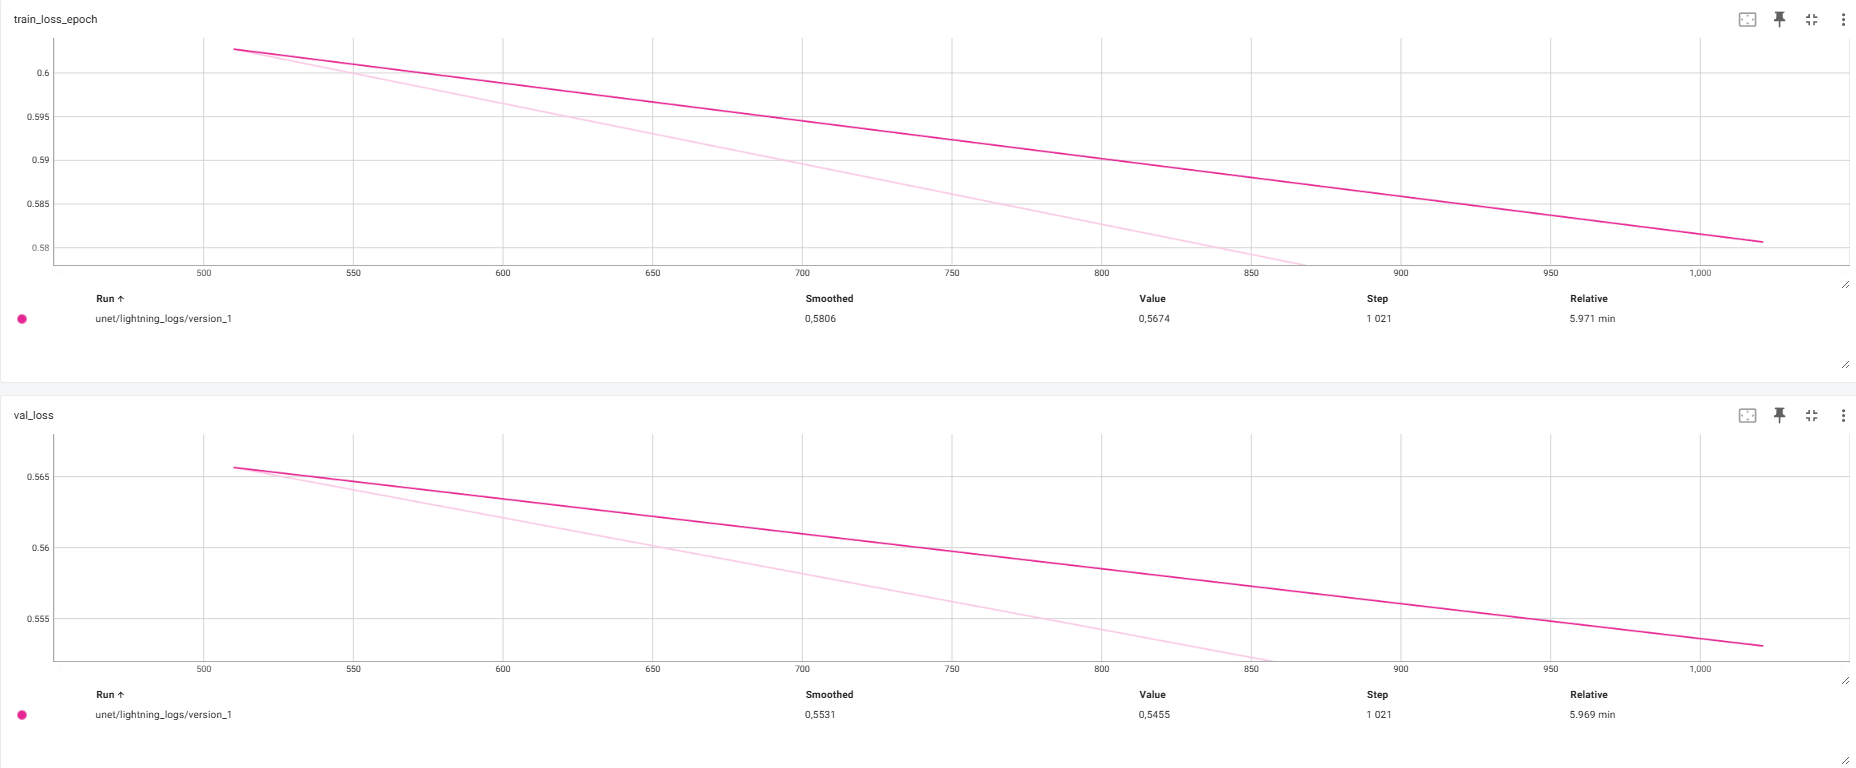 train_loss_epoch
0.6
0.595
0.59
0.585
0.58
500 550 600 650 700 750 800 850 900 950 1,000
Run ↑ Smoothed Value Step Relative
unet/lightning_logs/version_1 0,5806 0,5674 1 021 5.971 min
val_loss
0.565
0.56
0.555
500 550 600 650 700 750 800 850 900 950 1,000
Run ↑ Smoothed Value Step Relative
unet/lightning_logs/version_1 0,5531 0,5455 1 021 5.969 min